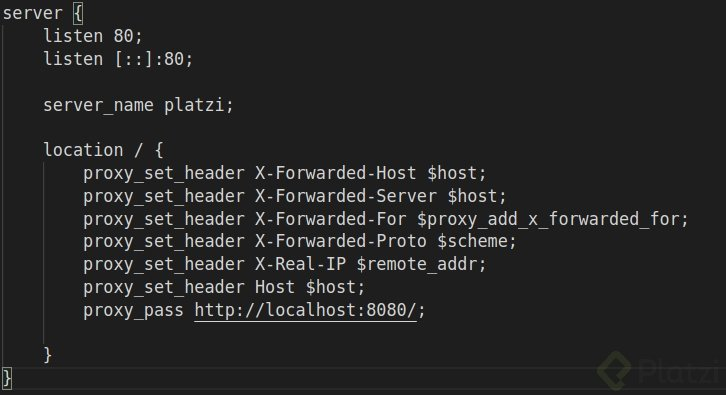 server {
    listen 80;
    listen [::]:80;
    server_name platzi;
    location / {
        proxy_set_header X-Forwarded-Host $host;
        proxy_set_header X-Forwarded-Server $host;
        proxy_set_header X-Forwarded-For $proxy_add_x_forwarded_for;
        proxy_set_header X-Forwarded-Proto $scheme;
        proxy_set_header X-Real-IP $remote_addr;
        proxy_set_header Host $host;
        proxy_pass http://localhost:8080/;
    }
}
Platzi